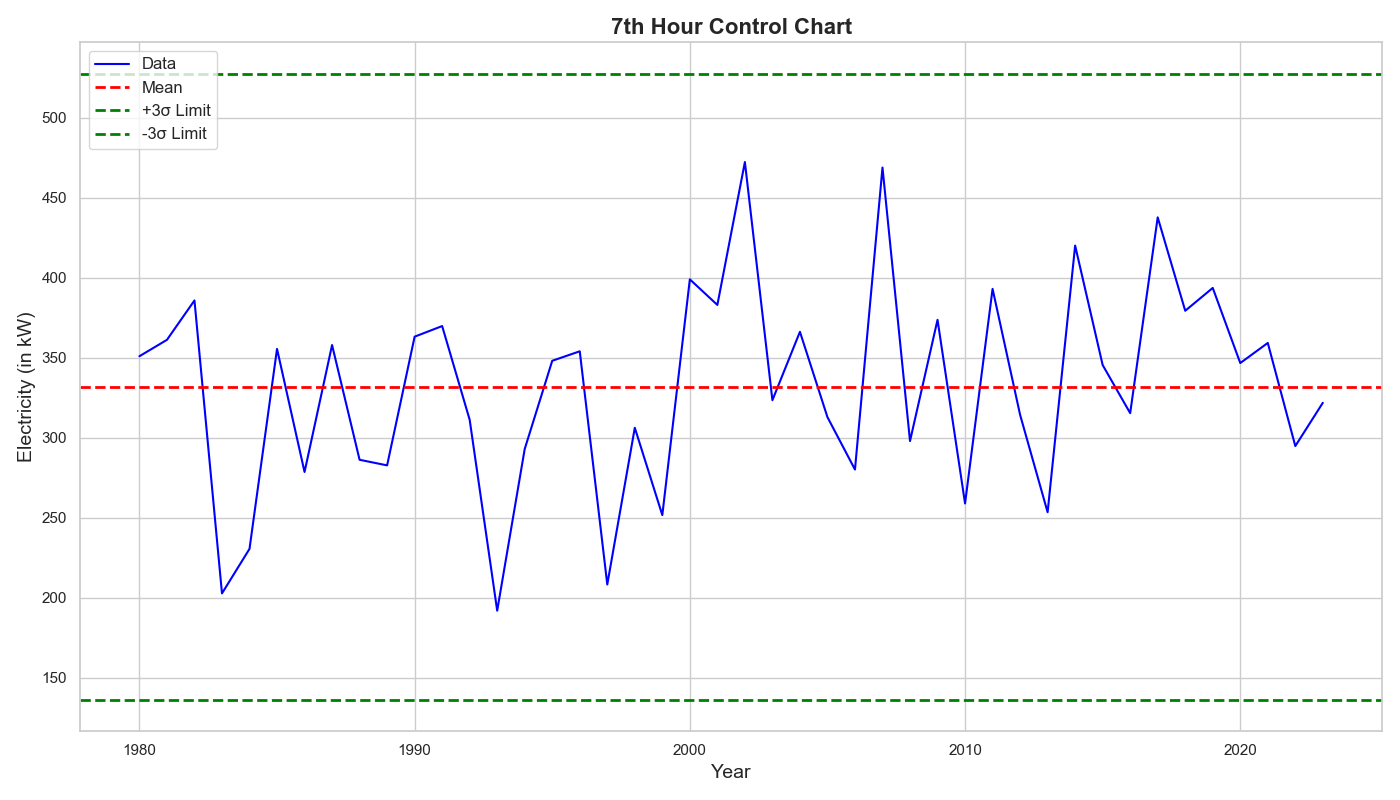 7th Hour Control Chart
Data
Mean
+3σ Limit
-3σ Limit
Electricity (in kW)
500
450
400
350
300
250
200
150
1980
1990
2000
2010
2020
Year